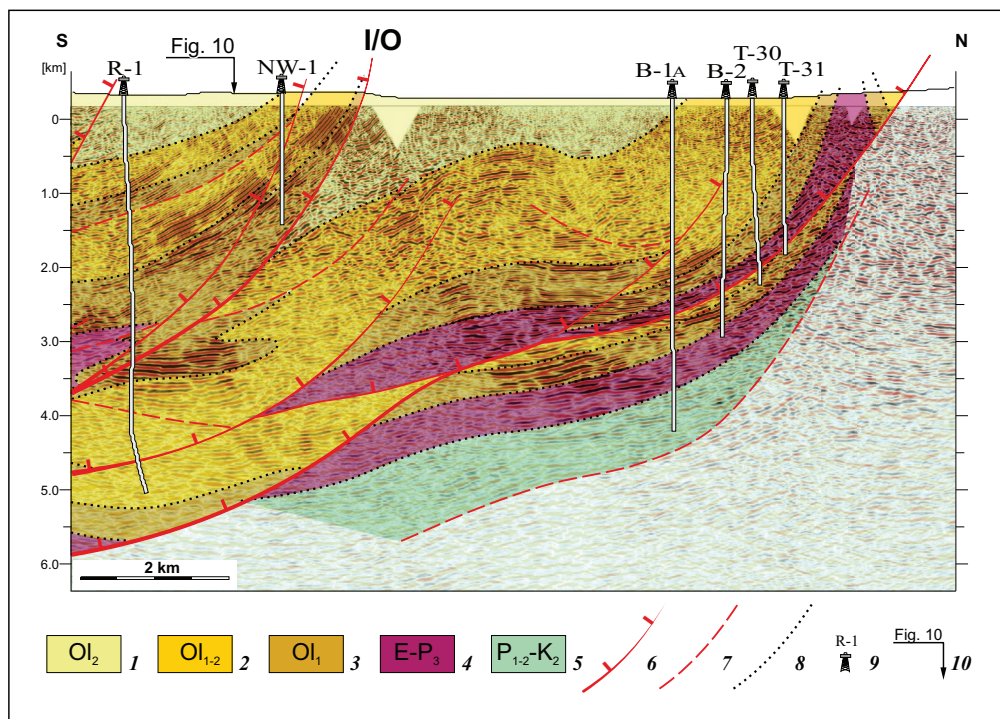 S
Fig. 10
I/O
N
[km]
R-1
NW-1
B-1A
B-2
T-30
T-31
0
1.0
2.0
3.0
4.0
5.0
6.0
2 km
Ol2 1
Ol1-2 2
Ol1 3
E-P3 4
P1-2-K2 5
6
7
8
R-1 9
Fig. 10 10